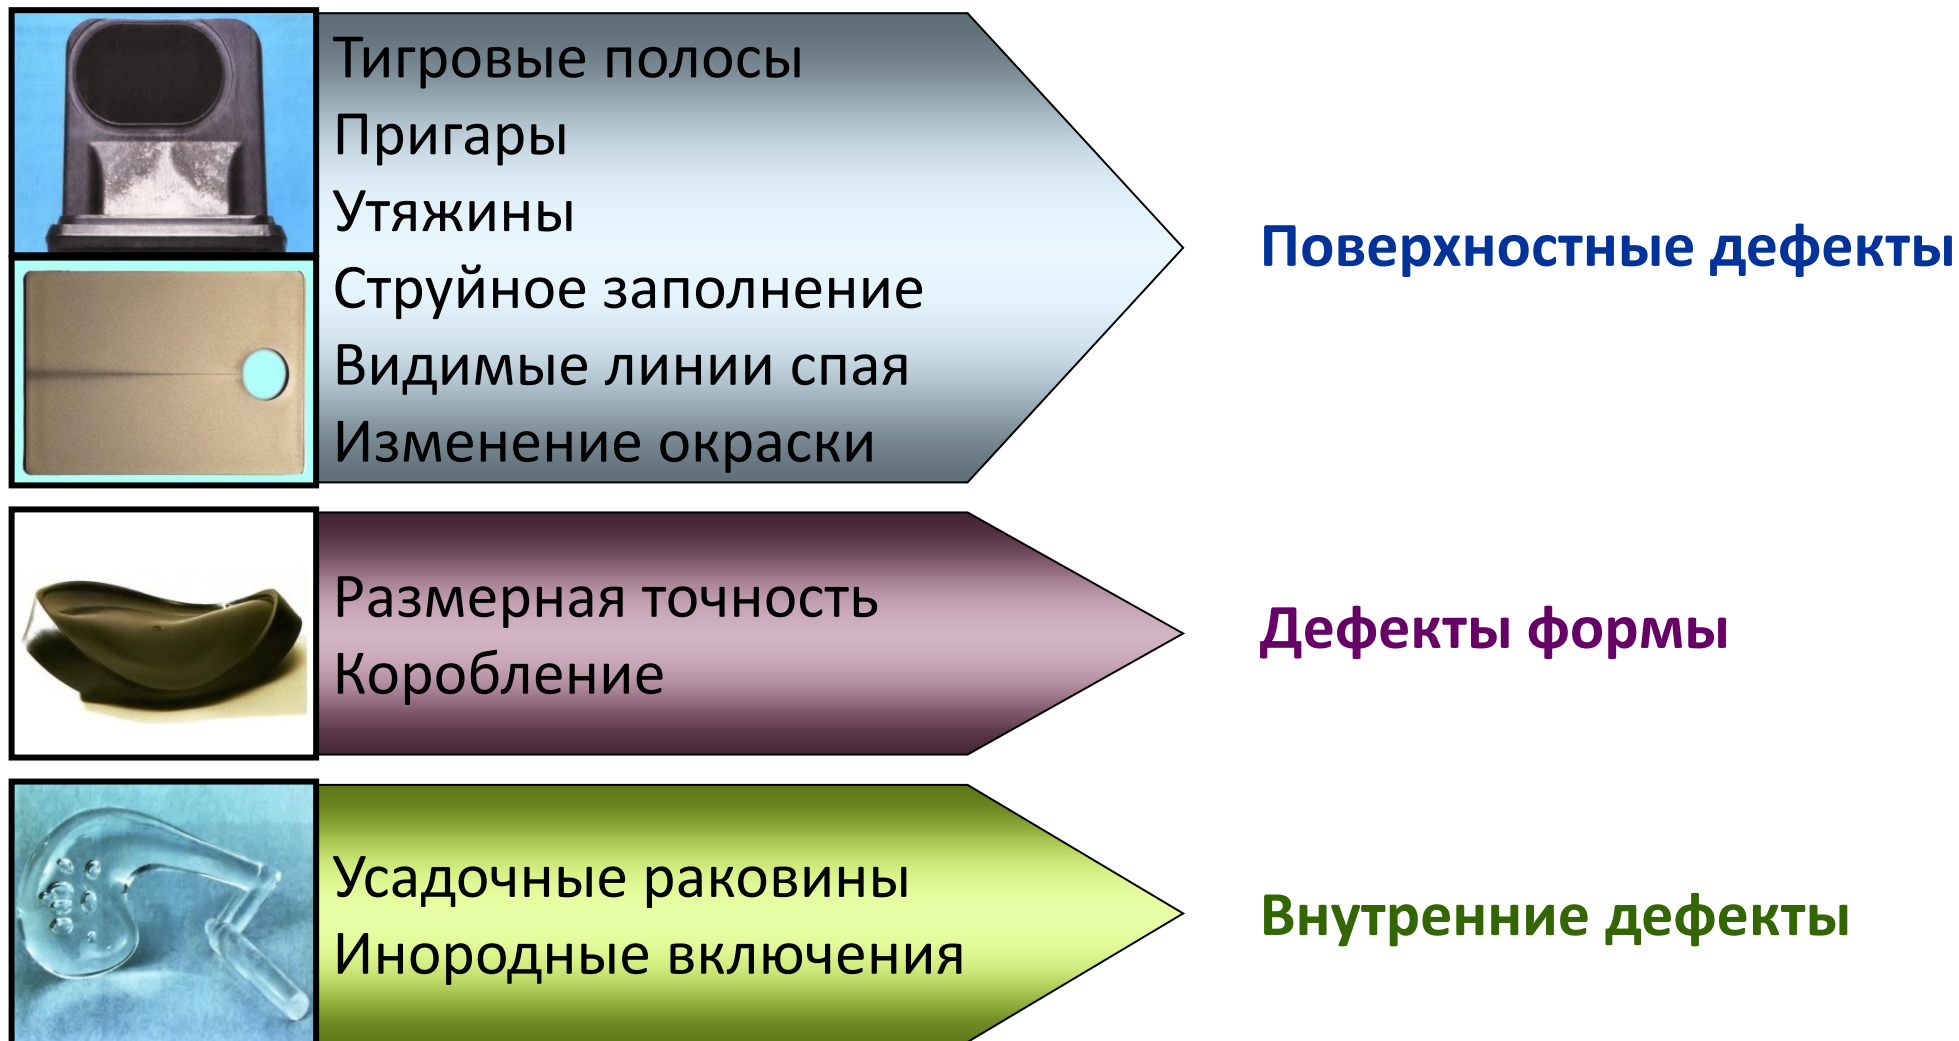 Тигровые полосы
Пригары
Утяжины
Струйное заполнение
Видимые линии спая
Изменение окраски
Поверхностные дефекты
Размерная точность
Коробление
Дефекты формы
Усадочные раковины
Инородные включения
Внутренние дефекты